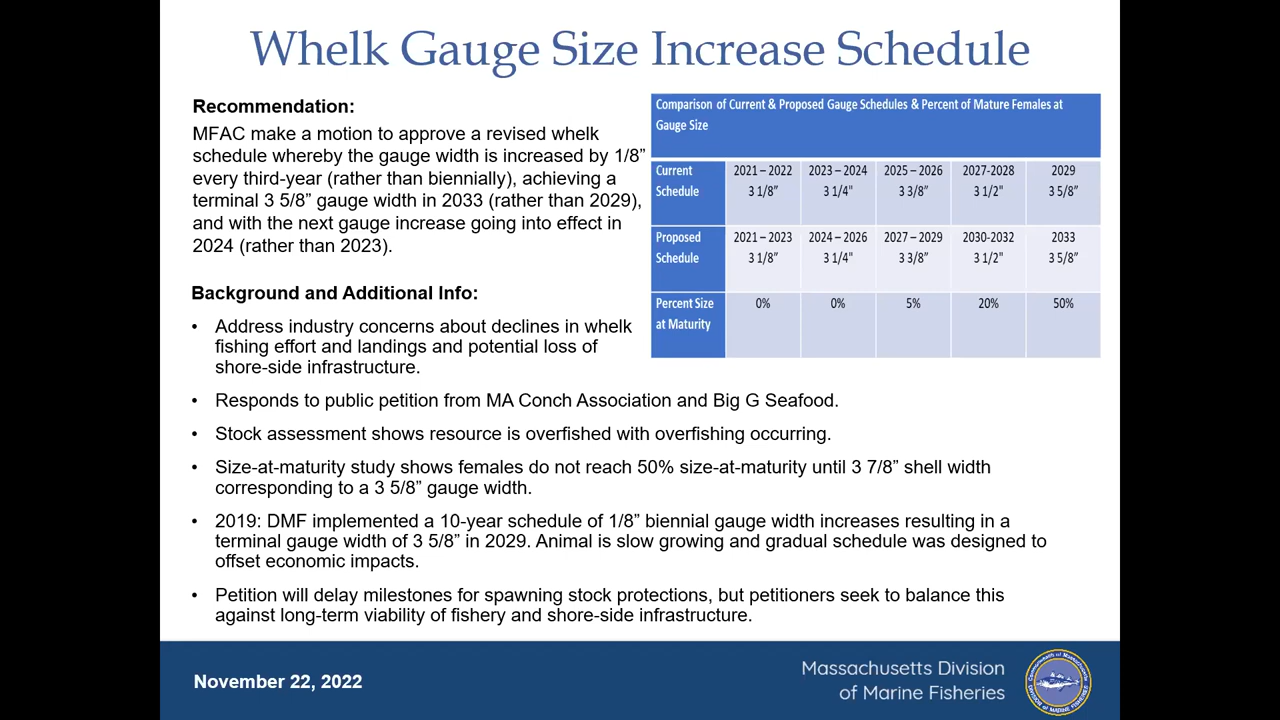 Whelk Gauge Size Increase Schedule
Recommendation:
MFAC make a motion to approve a revised whelk
schedule whereby the gauge width is increased by 1/8”
every third-year (rather than biennially), achieving a
terminal 3 5/8” gauge width in 2033 (rather than 2029),
and with the next gauge increase going into effect in
2024 (rather than 2023).
Comparison of Current & Proposed Gauge Schedules & Percent of Mature Females at
Gauge Size
Current 2021 – 2022 2023 – 2024 2025 – 2026 2027-2028 2029
Schedule 3 1/8” 3 1/4" 3 3/8” 3 1/2" 3 5/8”
Proposed 2021 – 2023 2024 – 2026 2027 – 2029 2030-2032 2033
Schedule 3 1/8” 3 1/4" 3 3/8” 3 1/2" 3 5/8”
Percent Size 0% 0% 5% 20% 50%
at Maturity
Background and Additional Info:
• Address industry concerns about declines in whelk
fishing effort and landings and potential loss of
shore-side infrastructure.
• Responds to public petition from MA Conch Association and Big G Seafood.
• Stock assessment shows resource is overfished with overfishing occurring.
• Size-at-maturity study shows females do not reach 50% size-at-maturity until 3 7/8” shell width
corresponding to a 3 5/8” gauge width.
• 2019: DMF implemented a 10-year schedule of 1/8” biennial gauge width increases resulting in a
terminal gauge width of 3 5/8” in 2029. Animal is slow growing and gradual schedule was designed to
offset economic impacts.
• Petition will delay milestones for spawning stock protections, but petitioners seek to balance this
against long-term viability of fishery and shore-side infrastructure.
November 22, 2022
Massachusetts Division
of Marine Fisheries
Commonwealth of Massachusetts
DIVISION of MARINE FISHERIES